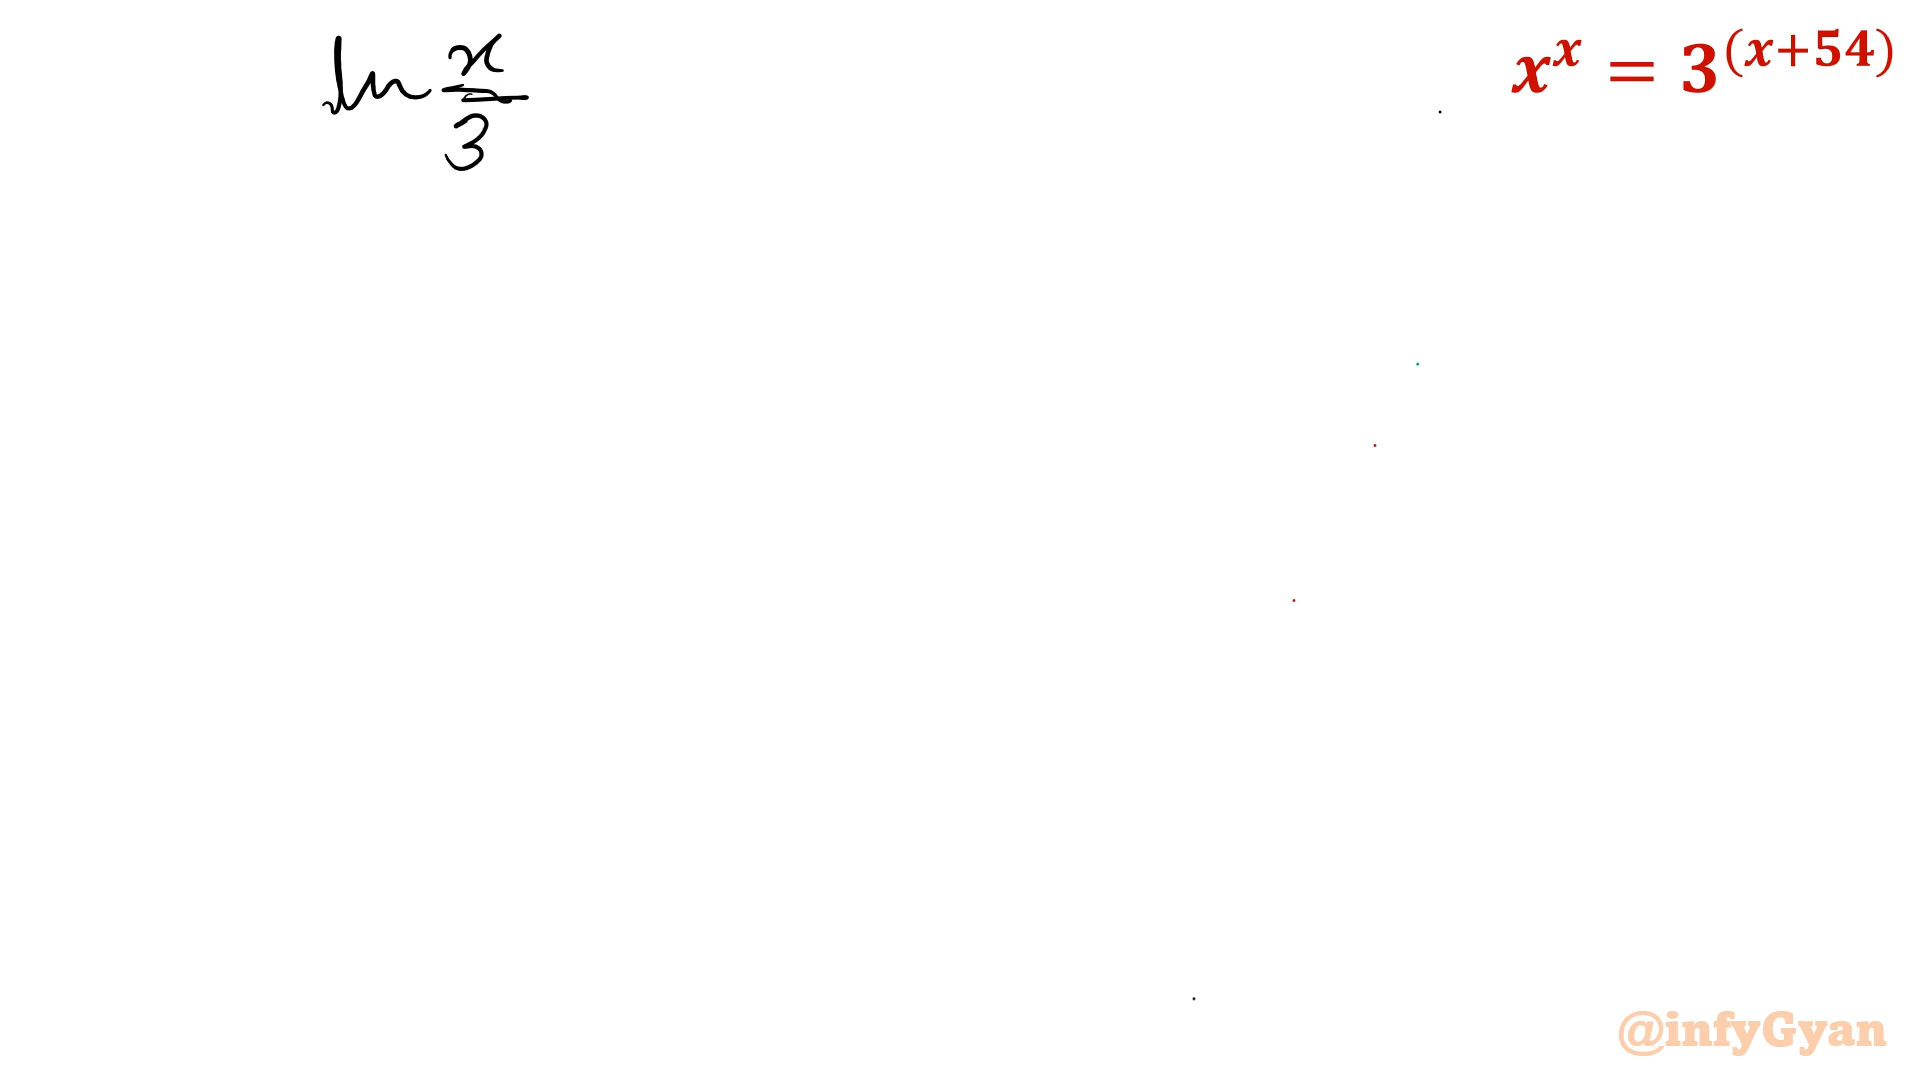 ln x/3
x^x = 3^(x+54)
@infyGyan